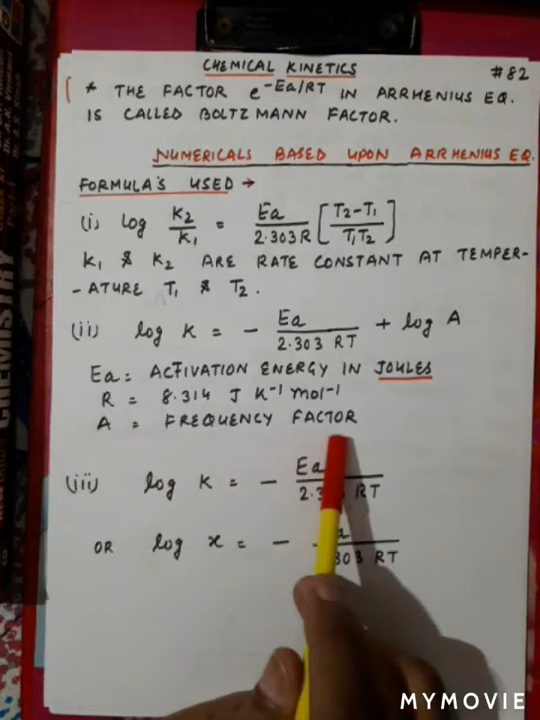 CHEMICAL KINETICS
#82
* THE FACTOR e^-Ea/RT IN ARRHENIUS EQ.
IS CALLED BOLTZMANN FACTOR.
NUMERICALS BASED UPON ARRHENIUS EQ.
FORMULA'S USED →
(i) log K2/K1 = Ea/2.303R [T2-T1/T1T2]
K1 & K2 ARE RATE CONSTANT AT TEMPER-
-ATURE T1 & T2.
(ii) log K = - Ea/2.303 RT + log A
Ea = ACTIVATION ENERGY IN JOULES
R = 8.314 J K-1 mol-1
A = FREQUENCY FACTOR
(iii) log K = - Ea/2.3 RT
OR log x = - a/303 RT
CHEMISTRY
MYMOVIE